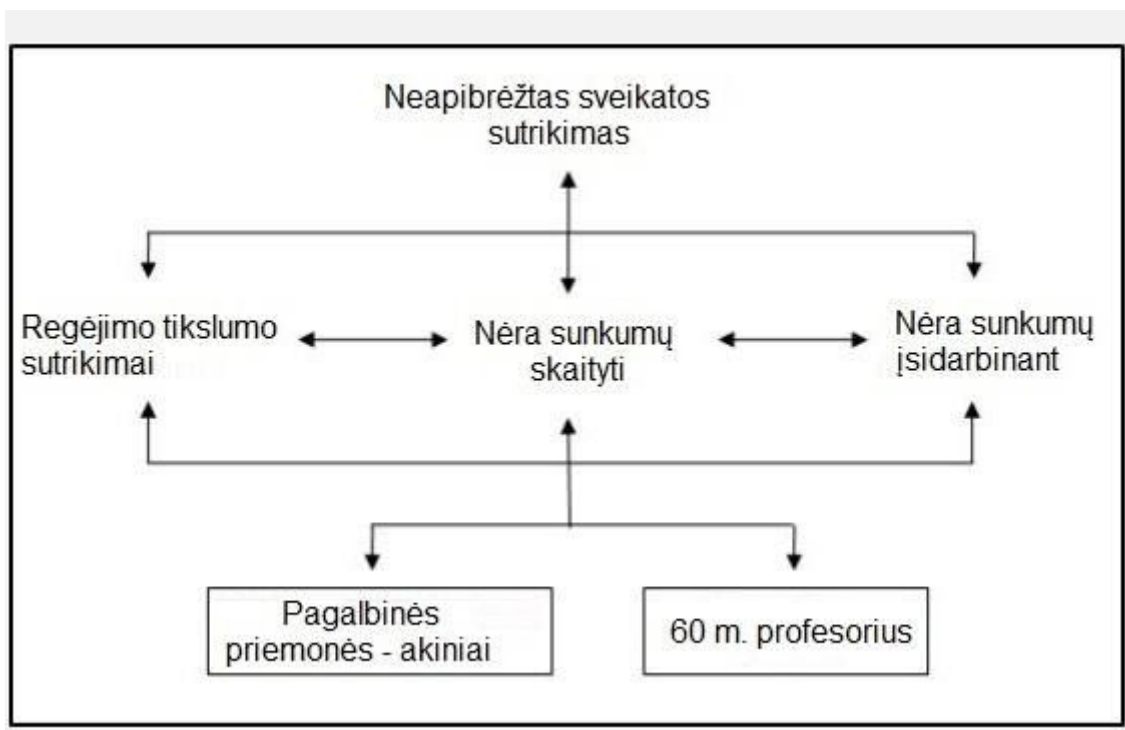 Neapibrėžtas sveikatos
sutrikimas
Regėjimo tikslumo
sutrikimai
Nėra sunkumų
skaityti
Nėra sunkumų
įsidarbinant
Pagalbinės
priemonės - akiniai
60 m. profesorius